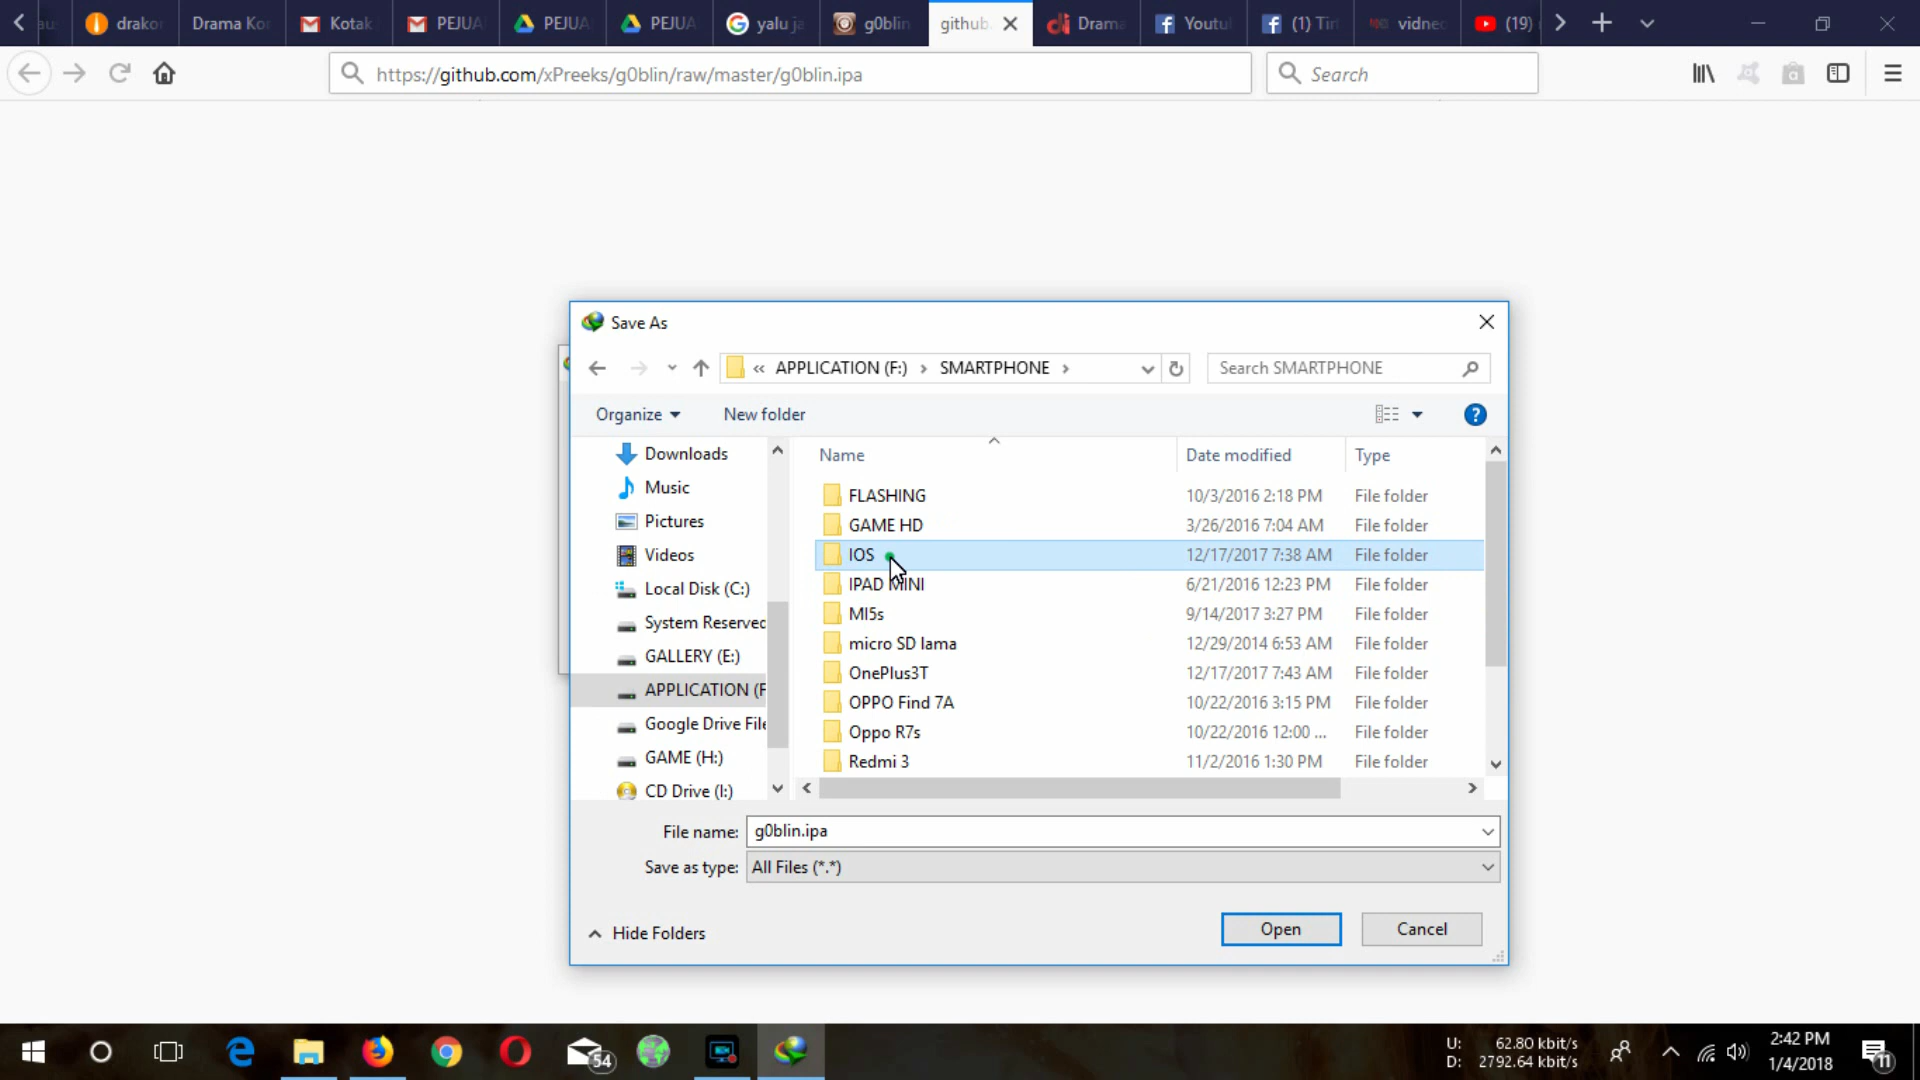 drako
Drama Ko
Kotak
PEJUA
PEJUA
PEJUA
yalu ja
g0blin
github.
Drama
Youtu
(1) Tir
vidne
(19)
https://github.com/xPreeks/g0blin/raw/master/g0blin.ipa
Search
Save As
« APPLICATION (F:) › SMARTPHONE ›
Search SMARTPHONE
Organize
New folder
Name
Date modified
Type
Downloads
Music
Pictures
Videos
Local Disk (C:)
System Reserved
GALLERY (E:)
APPLICATION (F
Google Drive File
GAME (H:)
CD Drive (I:)
FLASHING 10/3/2016 2:18 PM File folder
GAME HD 3/26/2016 7:04 AM File folder
IOS 12/17/2017 7:38 AM File folder
IPAD MINI 6/21/2016 12:23 PM File folder
MI5s 9/14/2017 3:27 PM File folder
micro SD lama 12/29/2014 6:53 AM File folder
OnePlus3T 12/17/2017 7:43 AM File folder
OPPO Find 7A 10/22/2016 3:15 PM File folder
Oppo R7s 10/22/2016 12:00 ... File folder
Redmi 3 11/2/2016 1:30 PM File folder
File name: g0blin.ipa
Save as type: All Files (*.*)
Hide Folders
Open
Cancel
54
U: 62.80 kbit/s
D: 2792.64 kbit/s
2:42 PM
1/4/2018
11